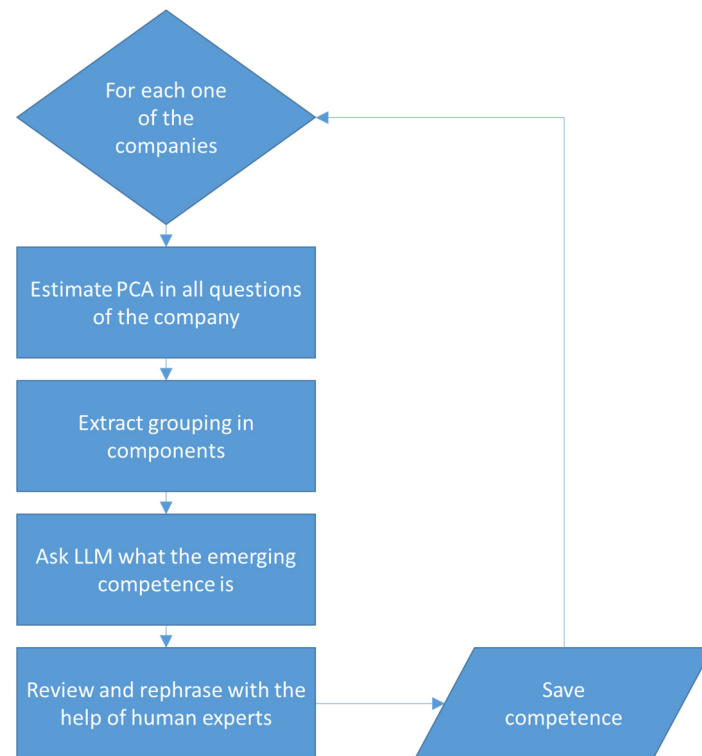 For each one
of the
companies
Estimate PCA in all questions
of the company
Extract grouping in
components
Ask LLM what the emerging
competence is
Review and rephrase with the
help of human experts
Save
competence